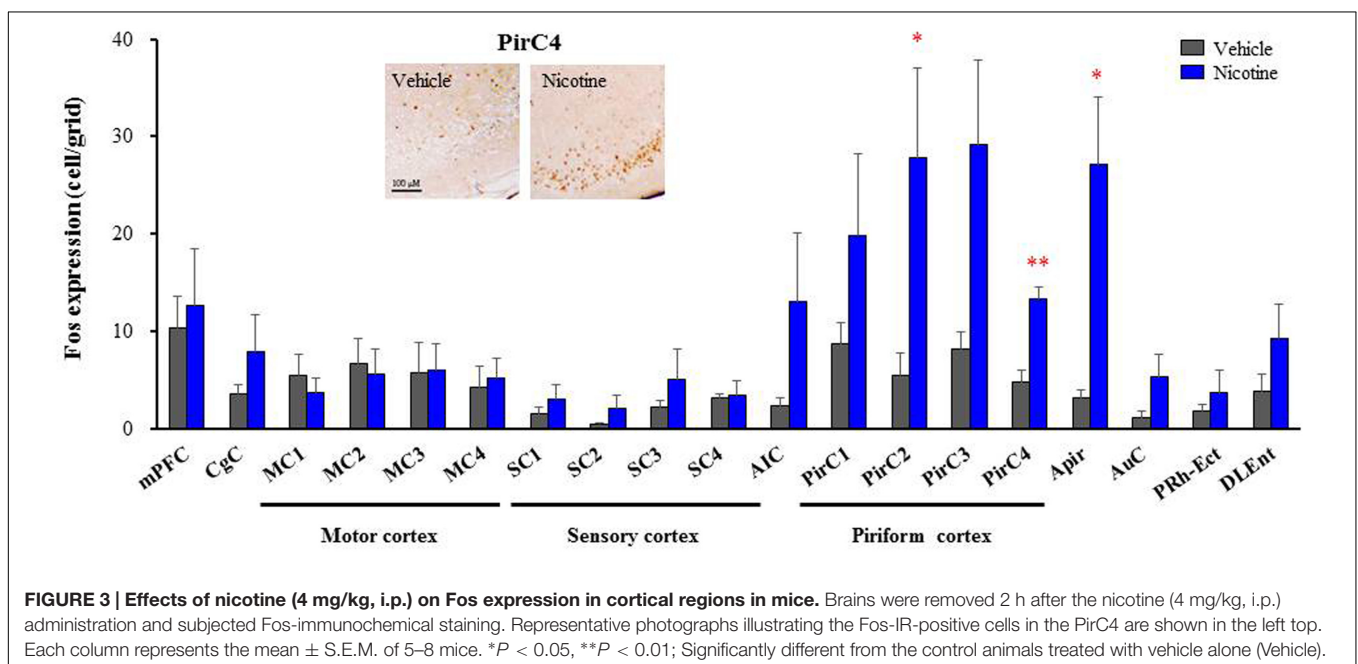 40
30
20
10
0
Fos expression (cell/grid)
PirC4
Vehicle
Nicotine
100 µM
Vehicle
Nicotine
*
*
**
mPFC
CgC
MC1
MC2
MC3
MC4
SC1
SC2
SC3
SC4
AIC
PirC1
PirC2
PirC3
PirC4
Apir
AuC
PRh-Ect
DLEnt
Motor cortex
Sensory cortex
Piriform cortex
FIGURE 3 | Effects of nicotine (4 mg/kg, i.p.) on Fos expression in cortical regions in mice. Brains were removed 2 h after the nicotine (4 mg/kg, i.p.)
administration and subjected Fos-immunochemical staining. Representative photographs illustrating the Fos-IR-positive cells in the PirC4 are shown in the left top.
Each column represents the mean ± S.E.M. of 5–8 mice. *P < 0.05, **P < 0.01; Significantly different from the control animals treated with vehicle alone (Vehicle).